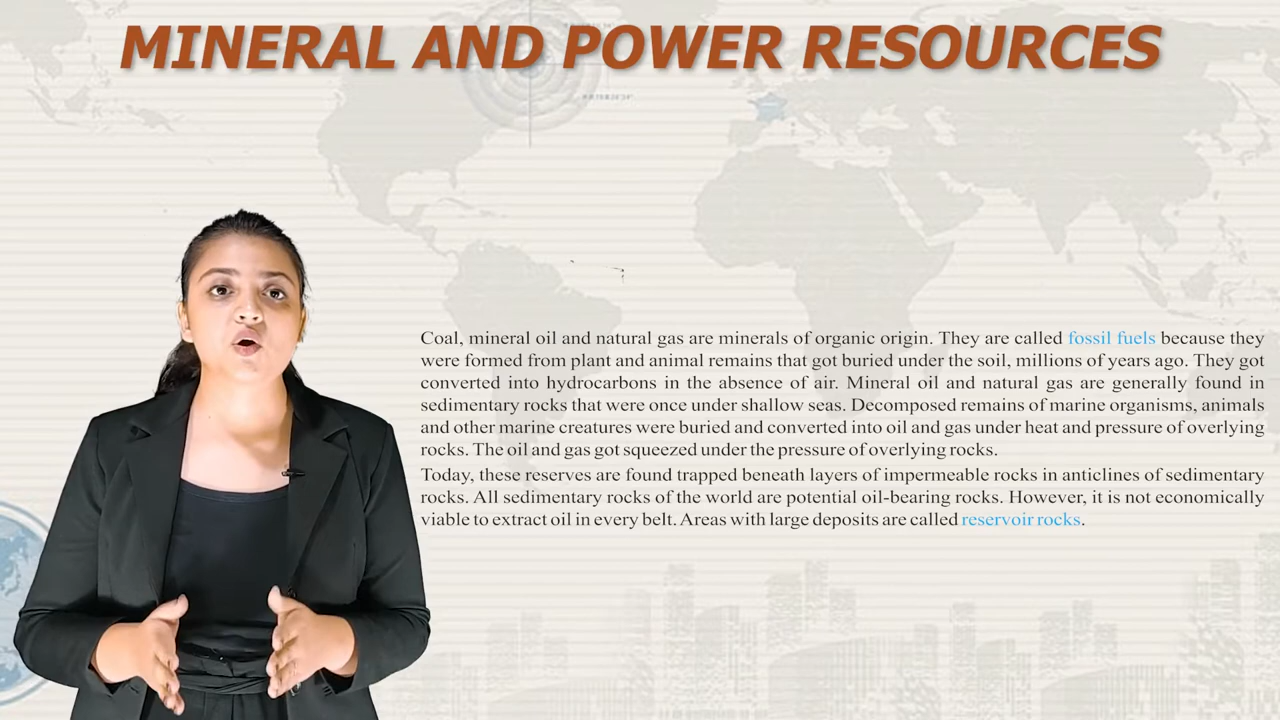 MINERAL AND POWER RESOURCES
Coal, mineral oil and natural gas are minerals of organic origin. They are called fossil fuels because they
were formed from plant and animal remains that got buried under the soil, millions of years ago. They got
converted into hydrocarbons in the absence of air. Mineral oil and natural gas are generally found in
sedimentary rocks that were once under shallow seas. Decomposed remains of marine organisms, animals
and other marine creatures were buried and converted into oil and gas under heat and pressure of overlying
rocks. The oil and gas got squeezed under the pressure of overlying rocks.
Today, these reserves are found trapped beneath layers of impermeable rocks in anticlines of sedimentary
rocks. All sedimentary rocks of the world are potential oil-bearing rocks. However, it is not economically
viable to extract oil in every belt. Areas with large deposits are called reservoir rocks.